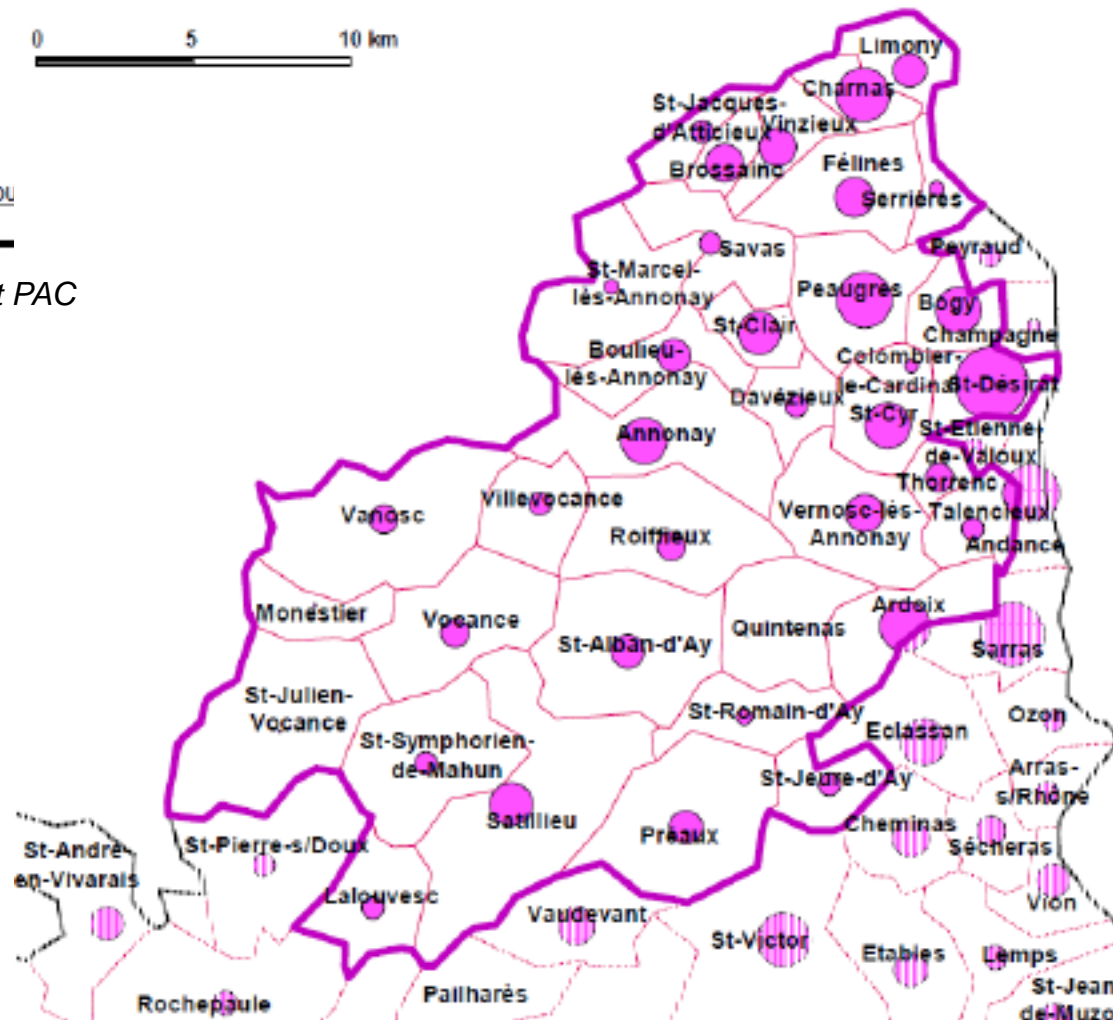 0 5 10 km
Limony
Charnas
St-Jacques-
d'Atticieux
Vinzieux
Brossainc
Félines
Serrières
Savas
Peyraud
St-Marcel-
lès-Annonay
Peaugres
Bogy
St-Clair
Champagne
Boulieu-
lès-Annonay
Colombier-
le-Cardinal
St-Désirat
Davézieux
St-Cyr
Annonay
St-Etienne-
de-Valoux
Thorrenc
Vanosc
Villevocance
Vernosc-lès-
Annonay
Talencieux
Roiffieux
Andance
Monestier
Vocance
Ardoix
St-Alban-d'Ay
Quintenas
Sarras
St-Julien-
Vocance
St-Romain-d'Ay
Ozon
Eclassan
St-Symphorien-
de-Mahun
St-Jeure-d'Ay
Arras-
s/Rhône
Satillieu
Préaux
Cheminas
Sécheras
St-André-
en-Vivarais
St-Pierre-s/Doux
Lalouvesc
Vaudevant
Vion
St-Victor
Etables
Lemps
Rochepaule
Pailharès
St-Jean
de-Muzo
t PAC